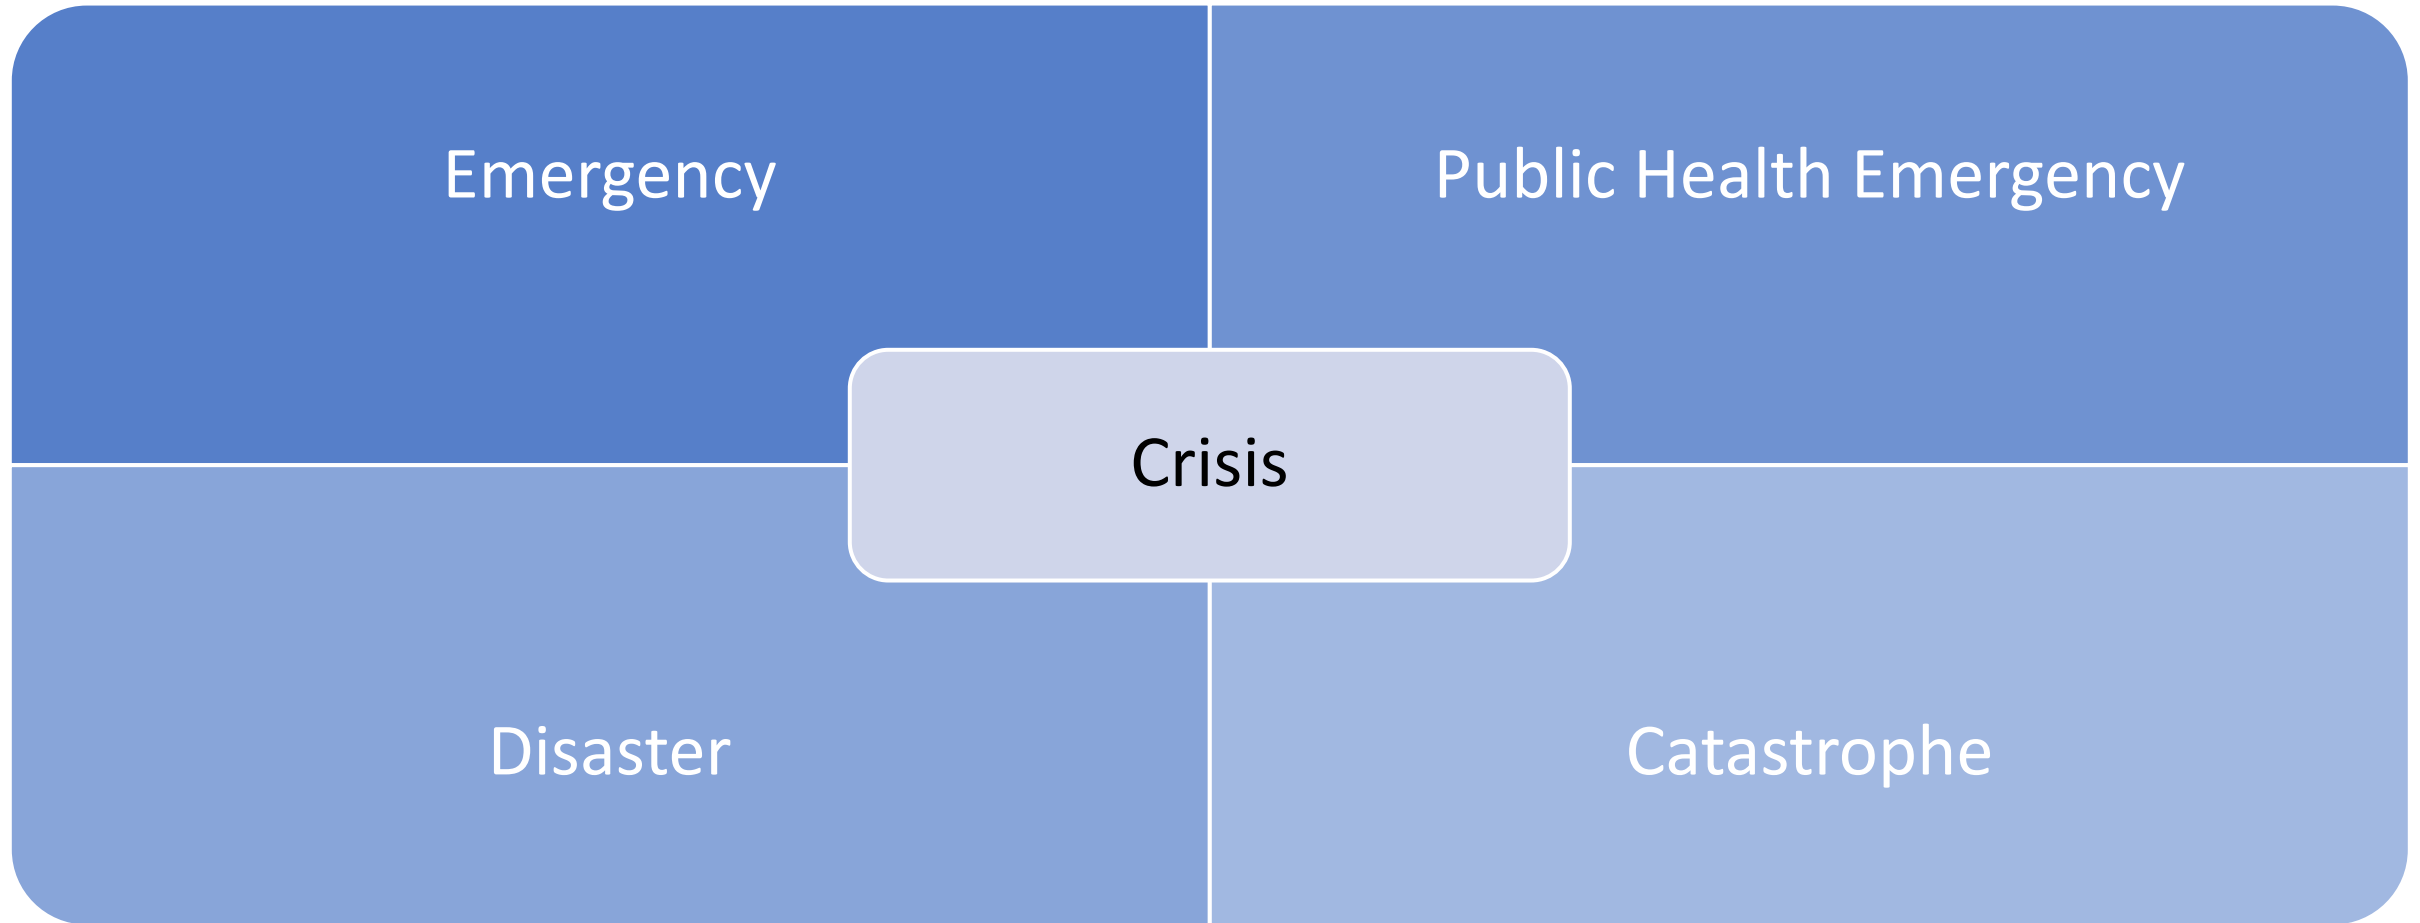 Emergency
Public Health Emergency
Crisis
Disaster
Catastrophe